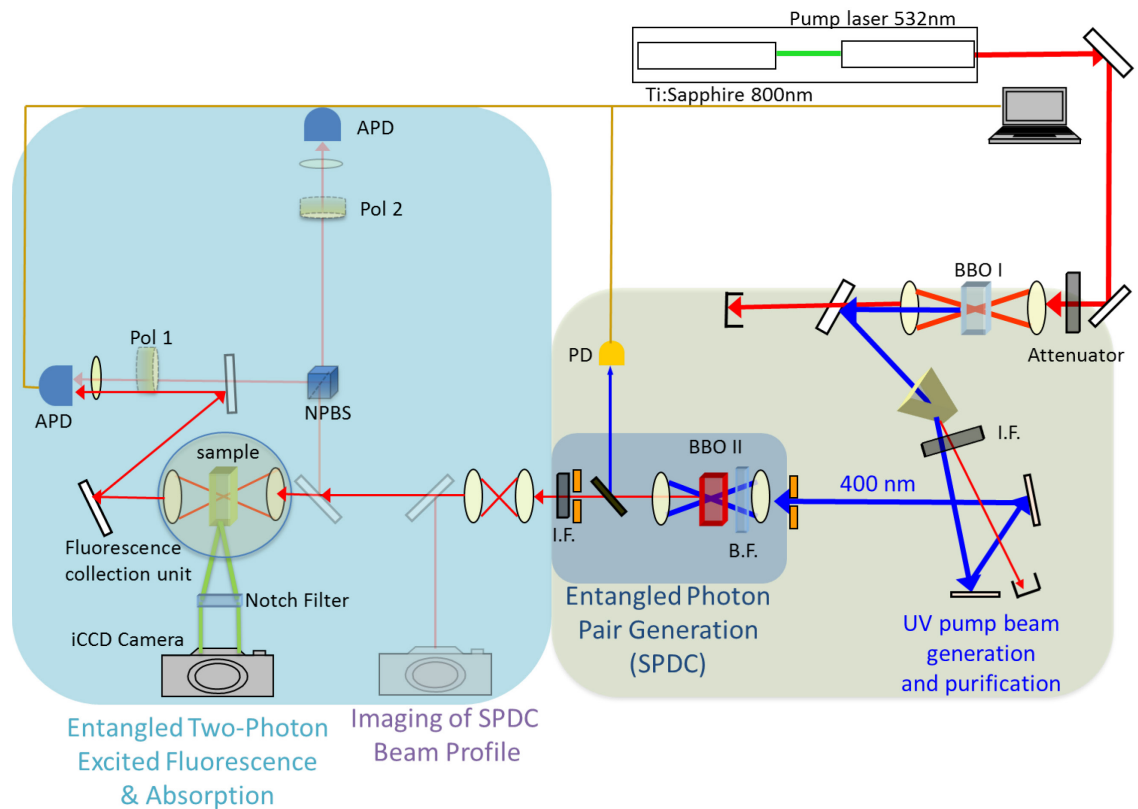 Pump laser 532nm
Ti:Sapphire 800nm
APD
Pol 2
BBO I
Pol 1
PD
Attenuator
APD
NPBS
I.F.
sample
BBO II
400 nm
I.F.
B.F.
Fluorescence
collection unit
Notch Filter
iCCD Camera
Entangled Photon
Pair Generation
(SPDC)
UV pump beam
generation
and purification
Imaging of SPDC
Beam Profile
Entangled Two-Photon
Excited Fluorescence
& Absorption